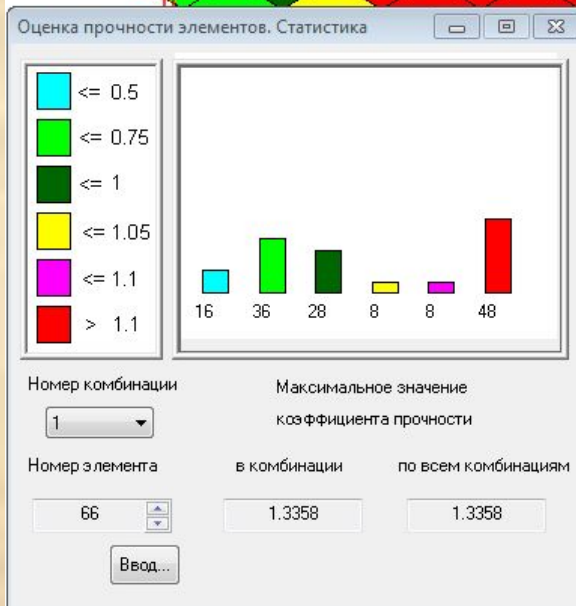 Оценка прочности элементов. Статистика
<= 0.5
<= 0.75
<= 1
<= 1.05
<= 1.1
> 1.1
16 36 28 8 8 48
Номер комбинации
Максимальное значение
коэффициента прочности
1
Номер элемента
в комбинации
по всем комбинациям
66
1.3358
1.3358
Ввод...